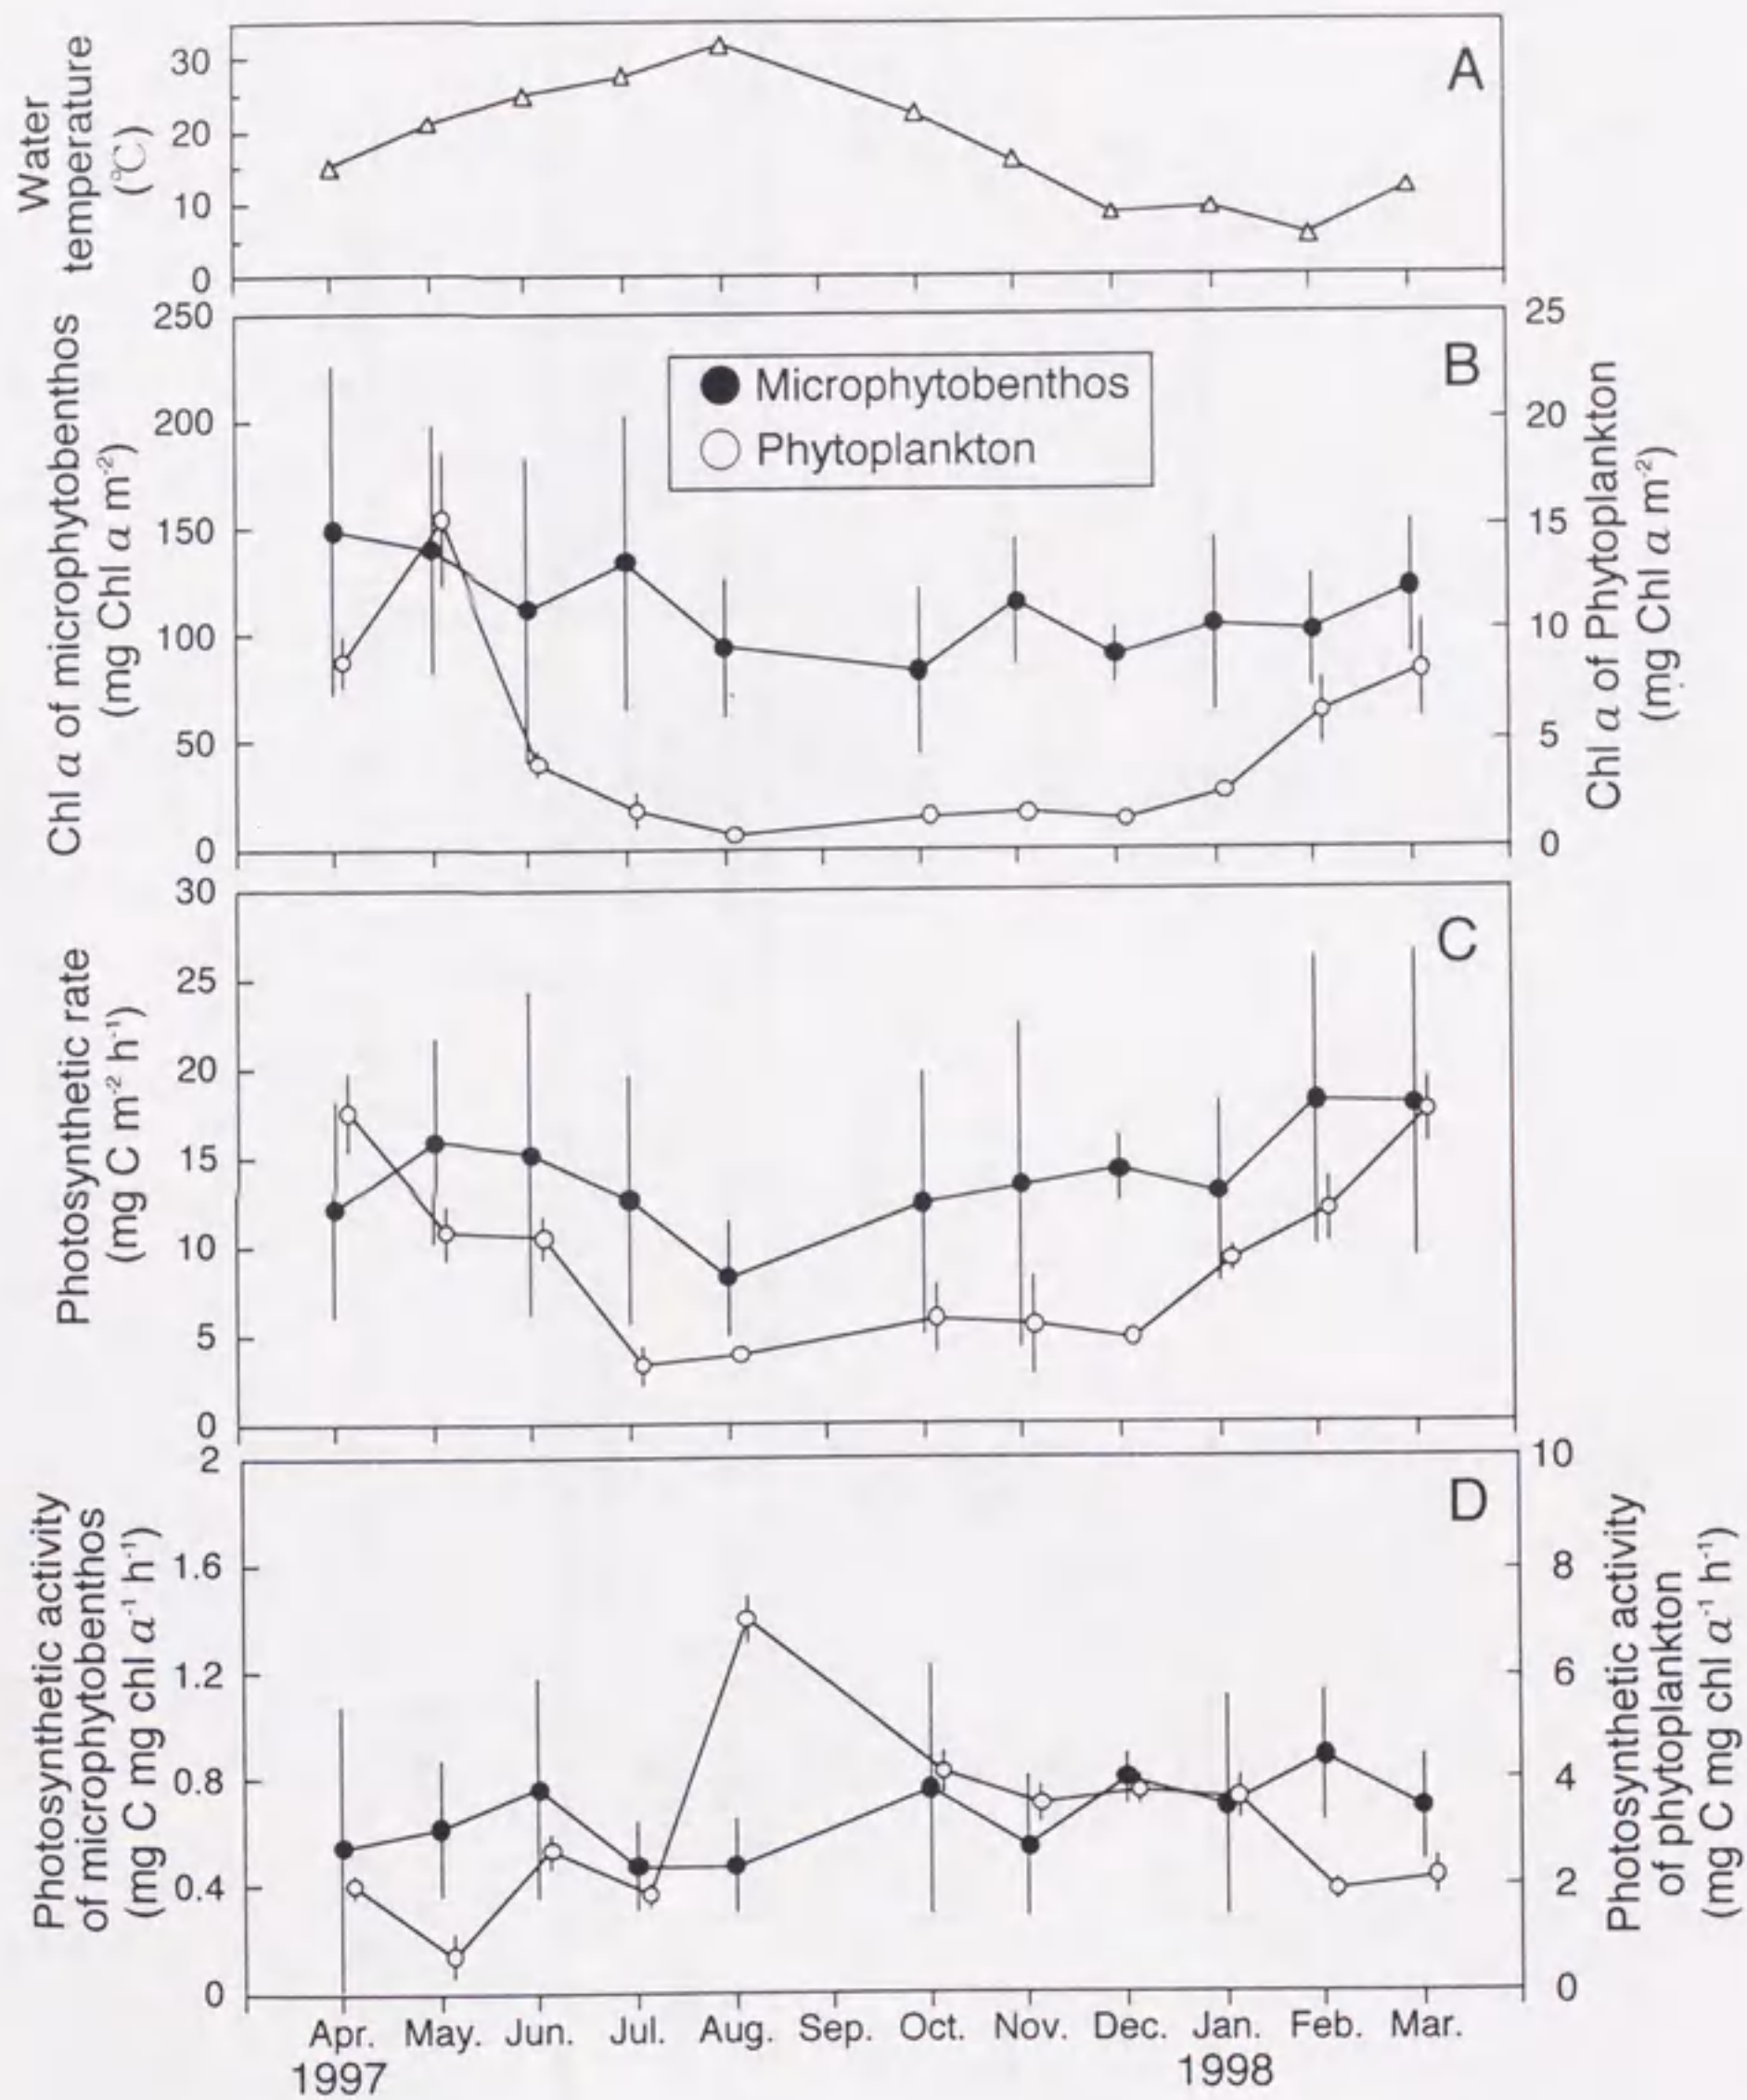 A
Water
temperature
(℃)
30
20
10
0
B
Chl a of microphytobenthos
(mg Chl a m⁻²)
250
200
150
100
50
0
Microphytobenthos
Phytoplankton
25
20
15
10
5
0
Chl a of Phytoplankton
(mg Chl a m⁻²)
C
Photosynthetic rate
(mg C m⁻² h⁻¹)
30
25
20
15
10
5
0
D
Photosynthetic activity
of microphytobenthos
(mg C mg chl a⁻¹ h⁻¹)
2
1.6
1.2
0.8
0.4
0
10
8
6
4
2
0
Photosynthetic activity
of phytoplankton
(mg C mg chl a⁻¹ h⁻¹)
Apr. May. Jun. Jul. Aug. Sep. Oct. Nov. Dec. Jan. Feb. Mar.
1997 1998